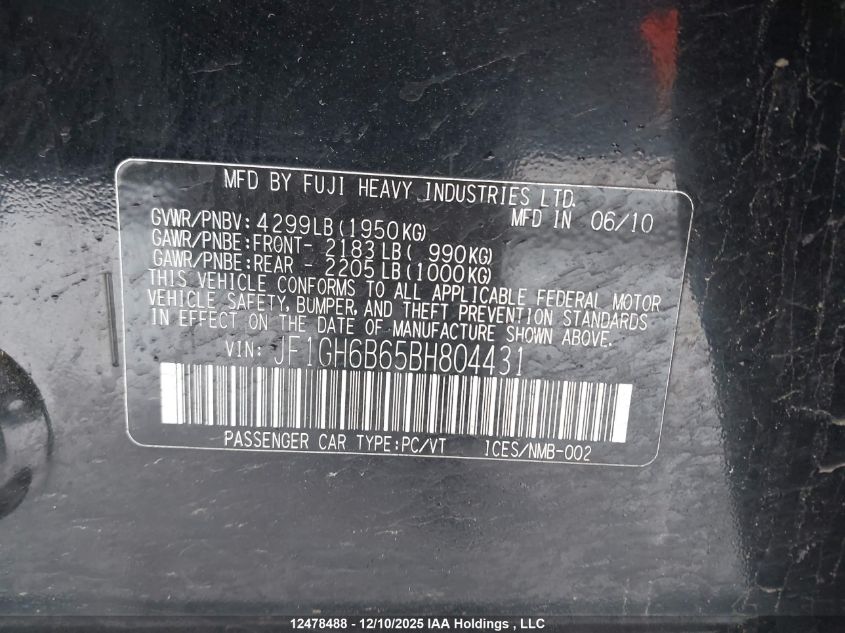 MFD BY FUJI HEAVY INDUSTRIES LTD.
GVWR/PNBV: 4299LB(1950KG) MFD IN 06/10
GAWR/PNBE:FRONT- 2183LB( 990KG)
GAWR/PNBE:REAR - 2205LB(1000KG)
THIS VEHICLE CONFORMS TO ALL APPLICABLE FEDERAL MOTOR
VEHICLE SAFETY, BUMPER, AND THEFT PREVENTION STANDARDS
IN EFFECT ON THE DATE OF MANUFACTURE SHOWN ABOVE.
VIN: JF1GH6B65BH804431
PASSENGER CAR TYPE:PC/VT ICES/NMB-002
12478488 - 12/10/2025 IAA Holdings , LLC